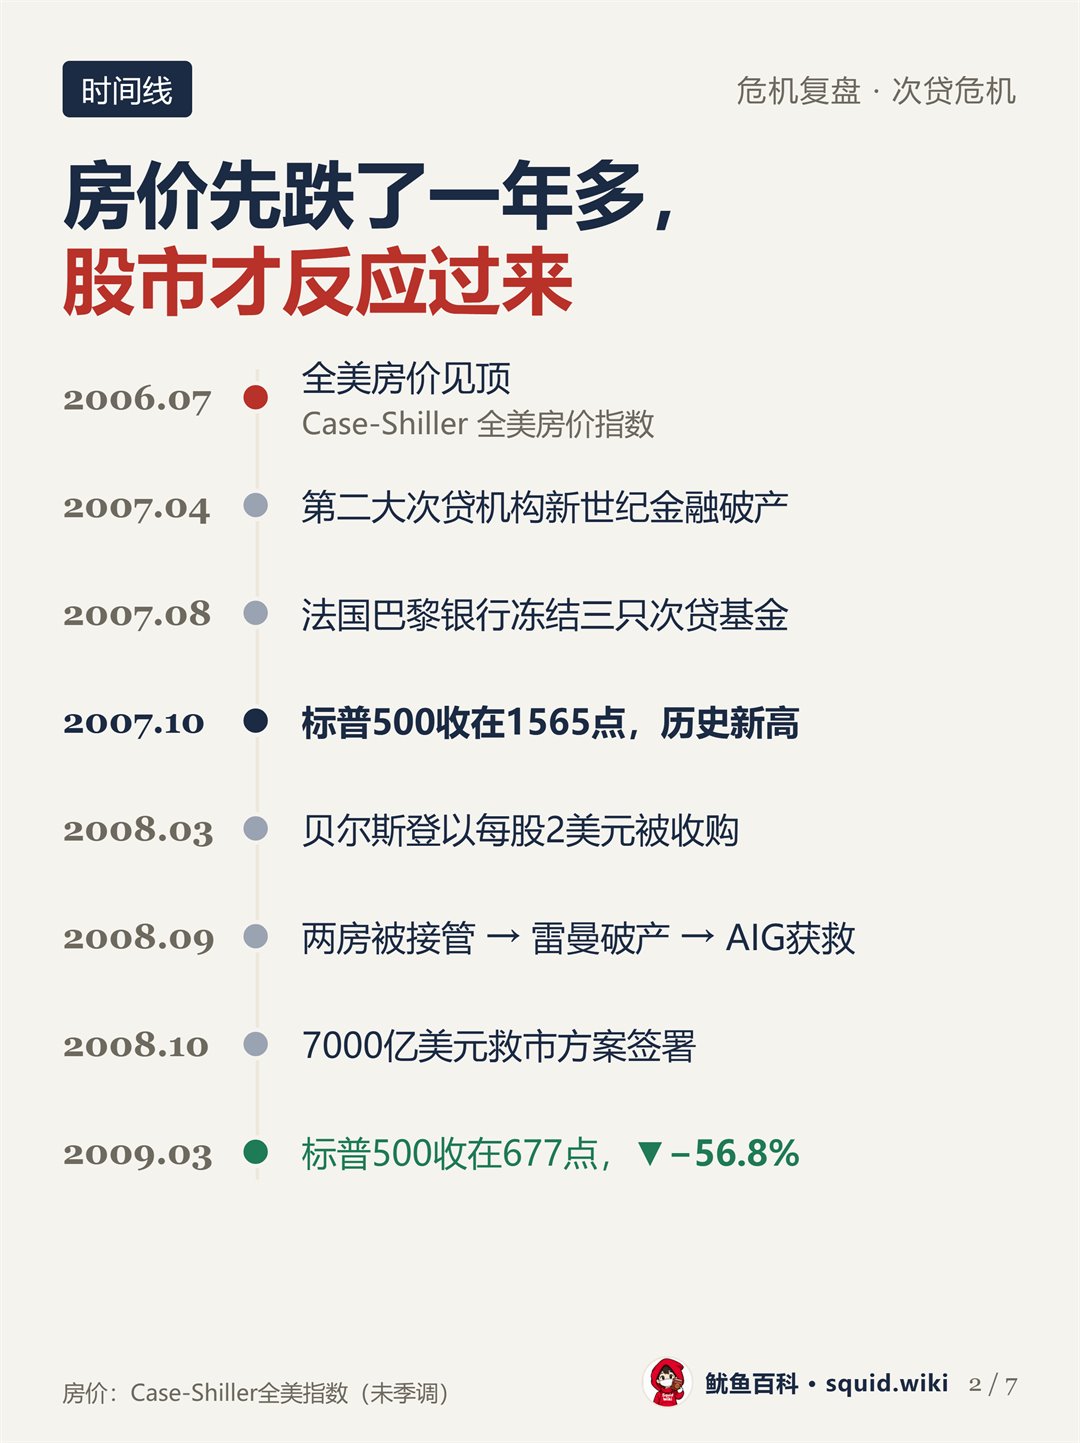 时间线
危机复盘 · 次贷危机
房价先跌了一年多，
股市才反应过来
2006.07 全美房价见顶
Case-Shiller 全美房价指数
2007.04 第二大次贷机构新世纪金融破产
2007.08 法国巴黎银行冻结三只次贷基金
2007.10 标普500收在1565点，历史新高
2008.03 贝尔斯登以每股2美元被收购
2008.09 两房被接管 → 雷曼破产 → AIG获救
2008.10 7000亿美元救市方案签署
2009.03 标普500收在677点，▼−56.8%
房价：Case-Shiller全美指数（未季调）
鱿鱼百科 • squid.wiki 2 / 7